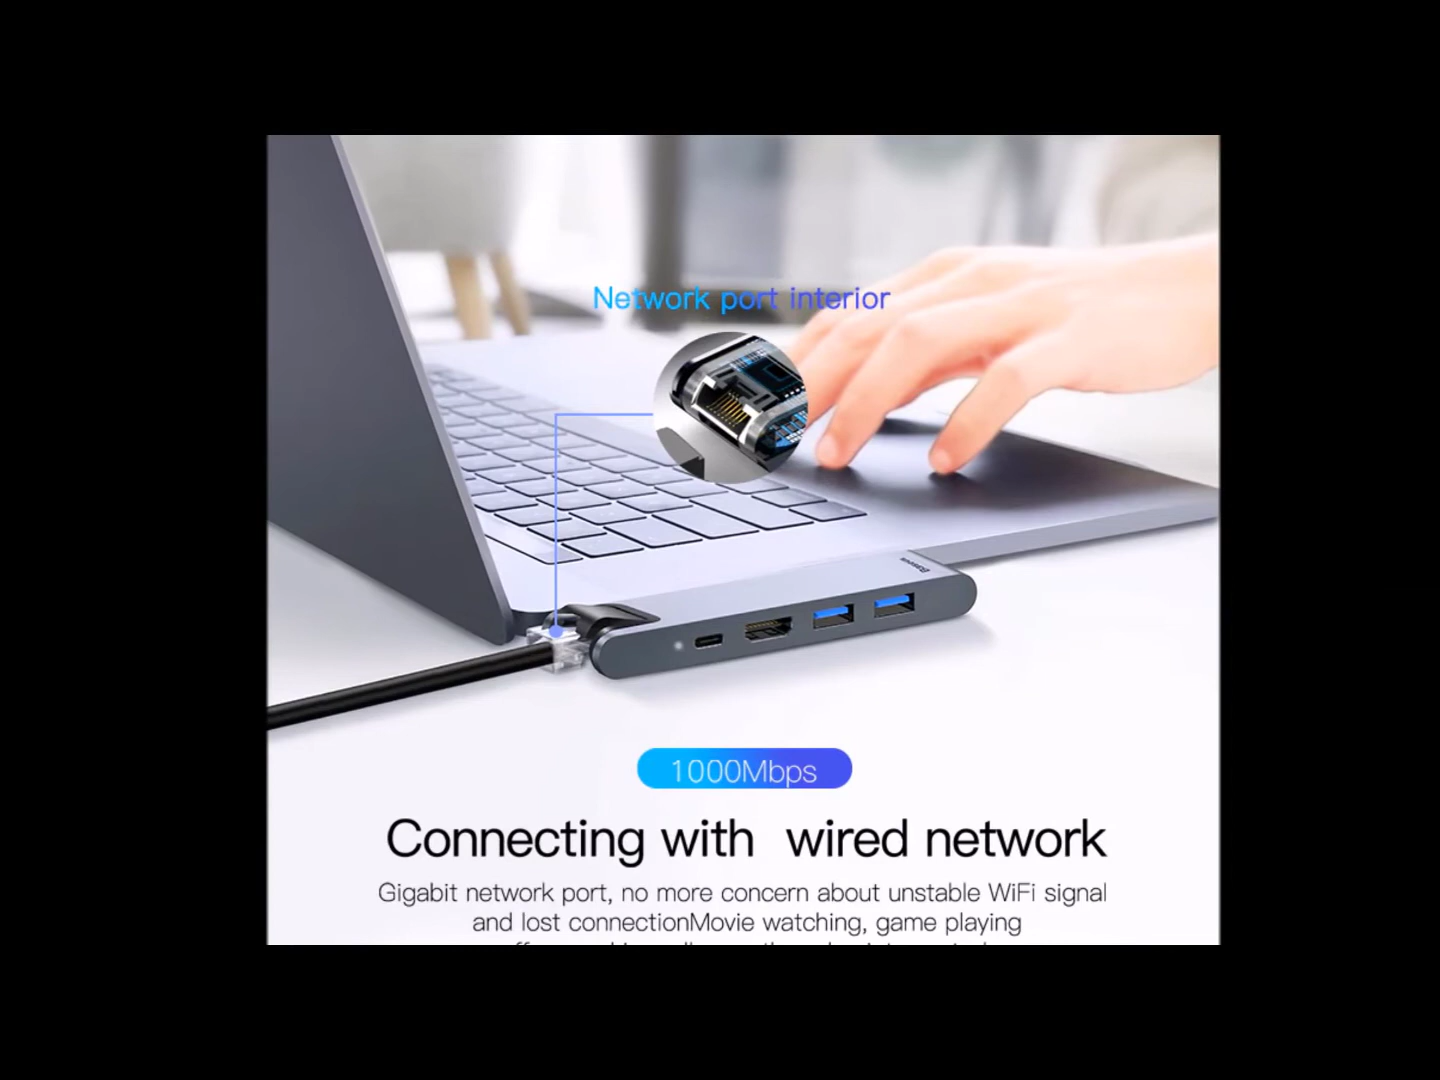 Network port interior
Baseus
1000Mbps
Connecting with wired network
Gigabit network port, no more concern about unstable WiFi signal
and lost connectionMovie watching, game playing